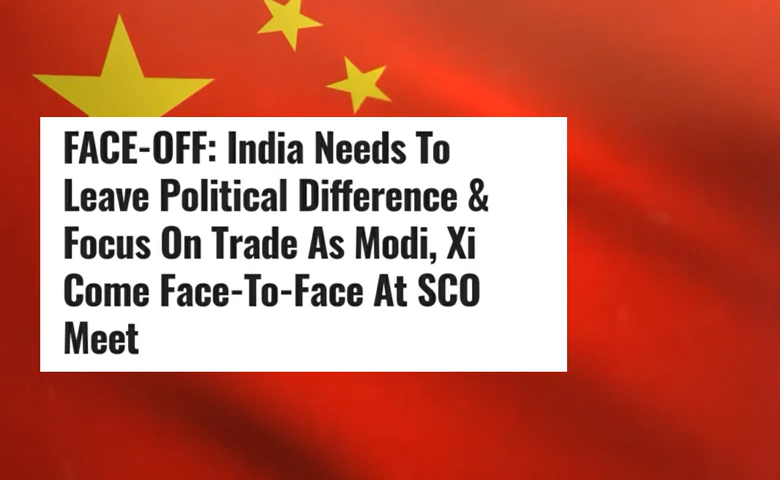 FACE-OFF: India Needs To
Leave Political Difference &
Focus On Trade As Modi, Xi
Come Face-To-Face At SCO
Meet